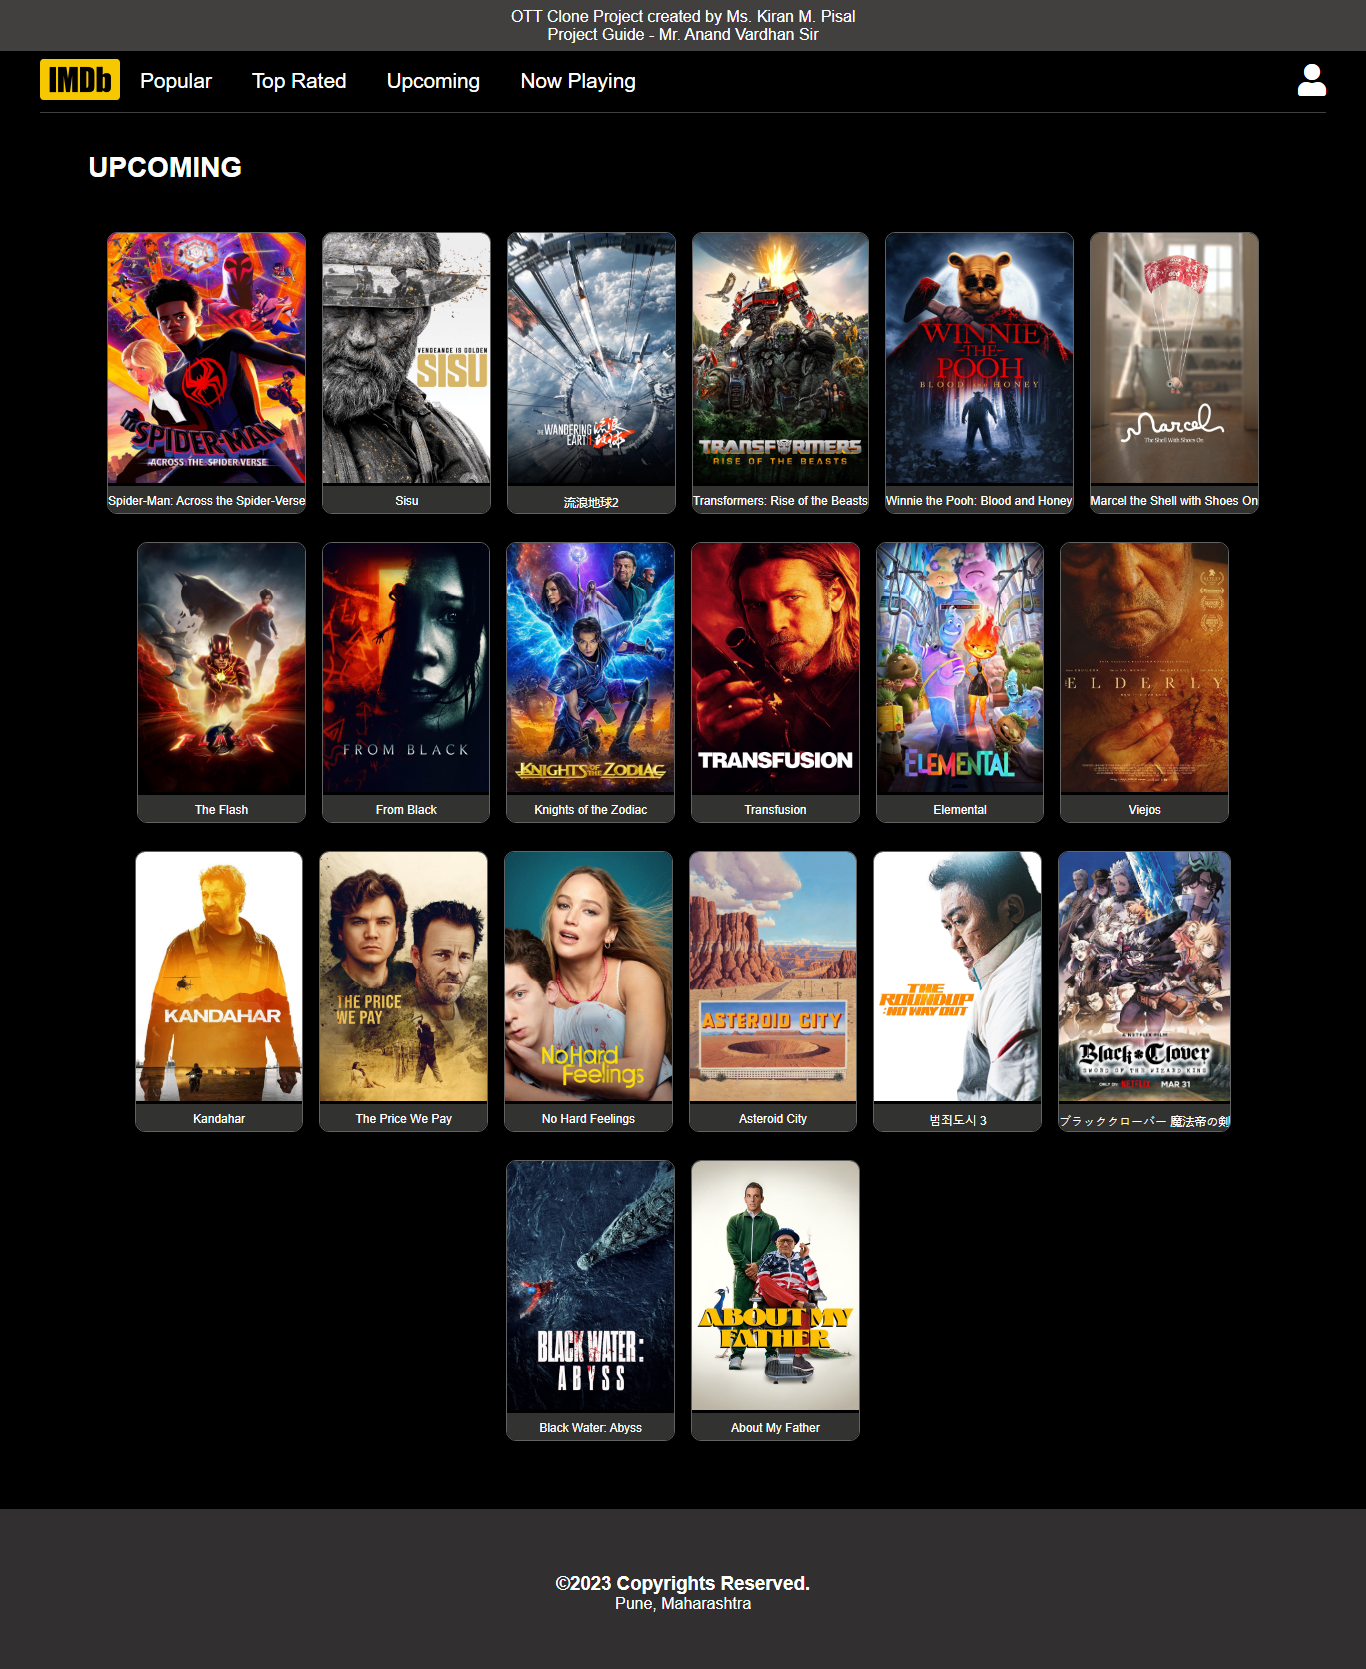 OTT Clone Project created by Ms. Kiran M. Pisal
Project Guide - Mr. Anand Vardhan Sir
IMDb Popular Top Rated Upcoming Now Playing
UPCOMING
SPIDER-MAN
ACROSS THE SPIDER-VERSE
VENGEANCE IS GOLDEN
SISU
THE WANDERING EARTH II
TRANSFORMERS
RISE OF THE BEASTS
WINNIE
-THE-
POOH
BLOOD AND HONEY
Marcel
The Shell With Shoes On
Spider-Man: Across the Spider-Verse
Sisu
流浪地球2
Transformers: Rise of the Beasts
Winnie the Pooh: Blood and Honey
Marcel the Shell with Shoes On
FLASH
FROM BLACK
KNIGHTS OF THE ZODIAC
TRANSFUSION
ELEMENTAL
ELDERLY
The Flash
From Black
Knights of the Zodiac
Transfusion
Elemental
Viejos
KANDAHAR
THE PRICE
WE PAY
No Hard
Feelings
ASTEROID CITY
THE
ROUNDUP
:NO WAY OUT
A NETFLIX FILM
Black Clover
SWORD OF THE WIZARD KING
ONLY ON NETFLIX MAR 31
Kandahar
The Price We Pay
No Hard Feelings
Asteroid City
범죄도시 3
ブラッククローバー 魔法帝の剣
BLACK WATER:
ABYSS
ABOUT MY
FATHER
Black Water: Abyss
About My Father
©2023 Copyrights Reserved.
Pune, Maharashtra